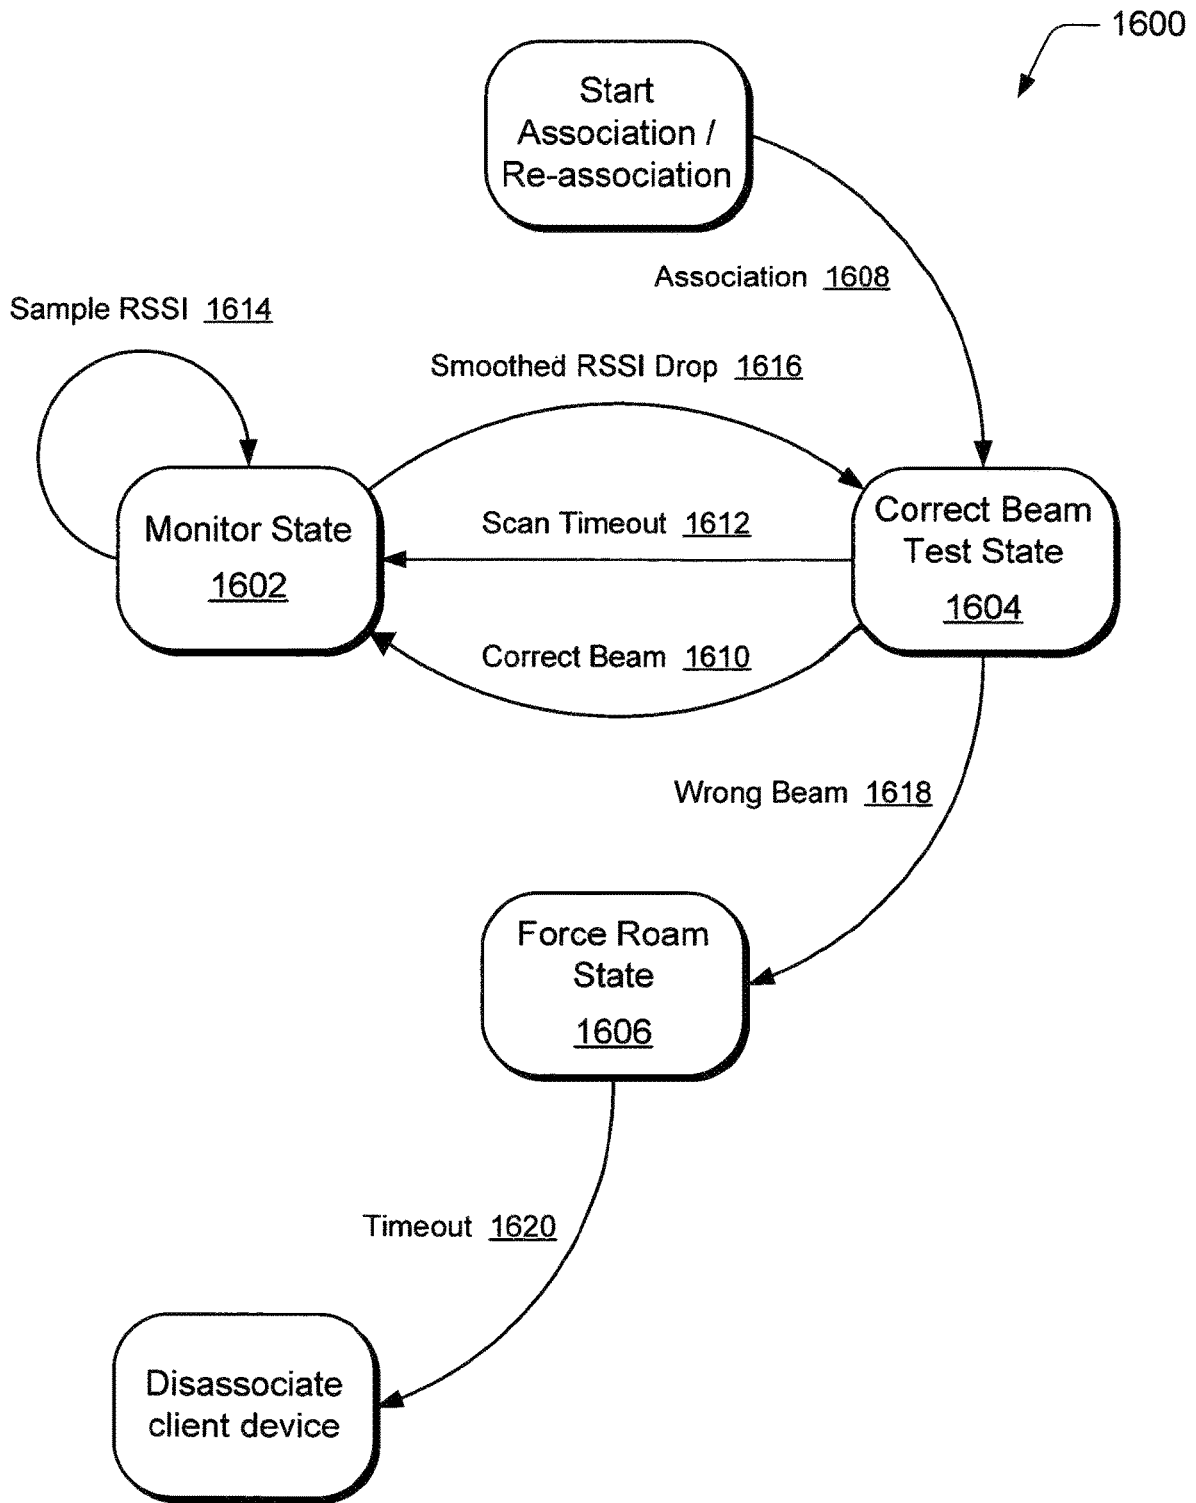 1600
Start
Association /
Re-association
Association 1608
Sample RSSI 1614
Smoothed RSSI Drop 1616
Monitor State
1602
Scan Timeout 1612
Correct Beam
Test State
1604
Correct Beam 1610
Wrong Beam 1618
Force Roam
State
1606
Timeout 1620
Disassociate
client device